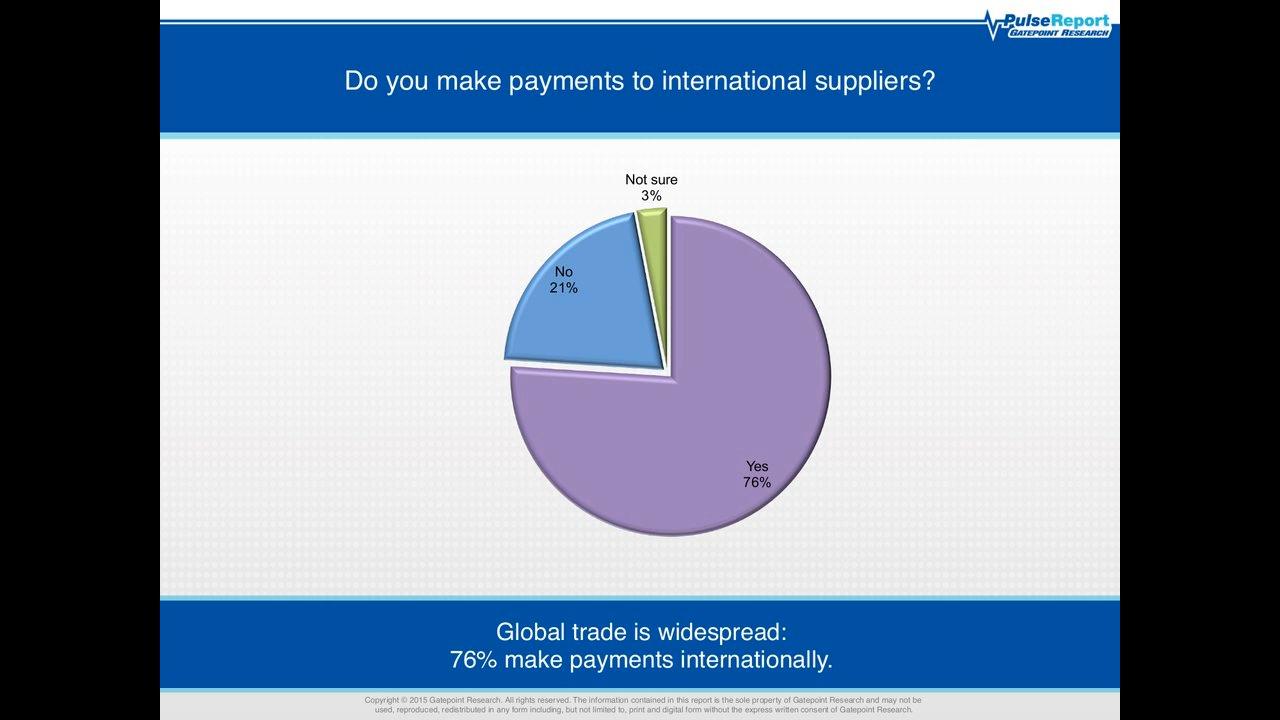 PulseReport
GATEPOINT RESEARCH
Do you make payments to international suppliers?
Not sure
3%
No
21%
Yes
76%
Global trade is widespread:
76% make payments internationally.
Copyright © 2015 Gatepoint Research. All rights reserved. The information contained in this report is the sole property of Gatepoint Research and may not be
used, reproduced, redistributed in any form including, but not limited to, print and digital form without the express written consent of Gatepoint Research.